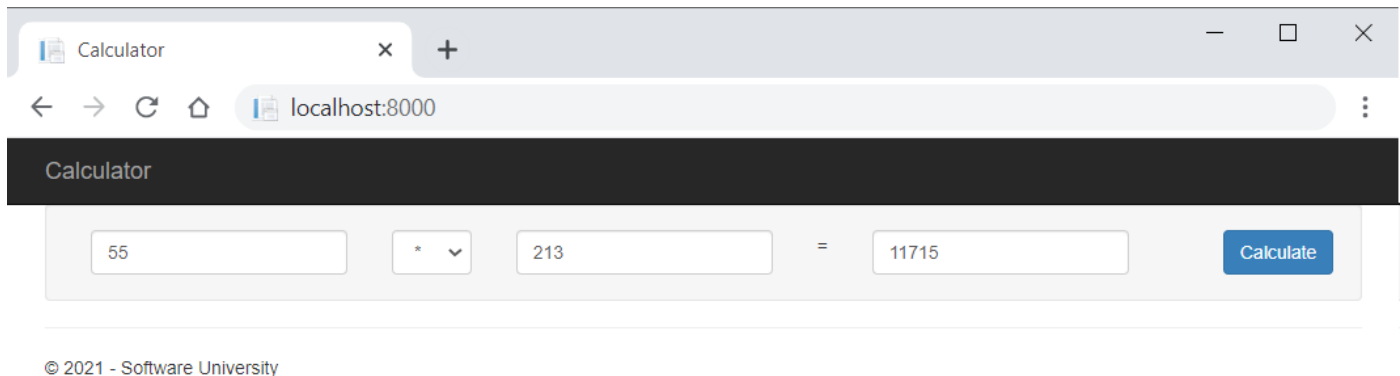 Calculator
localhost:8000
Calculator
55 * 213 = 11715 Calculate
© 2021 - Software University